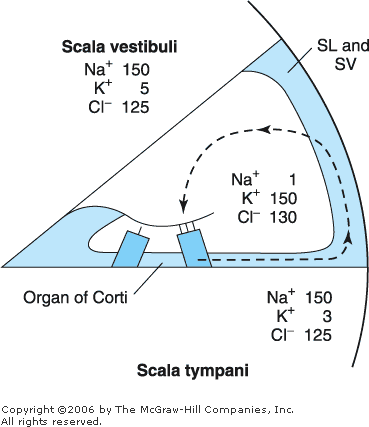 Scala vestibuli
Na⁺ 150
K⁺ 5
Cl⁻ 125
SL and
SV
Na⁺ 1
K⁺ 150
Cl⁻ 130
Organ of Corti
Na⁺ 150
K⁺ 3
Cl⁻ 125
Scala tympani
Copyright ©2006 by The McGraw-Hill Companies, Inc.
All rights reserved.